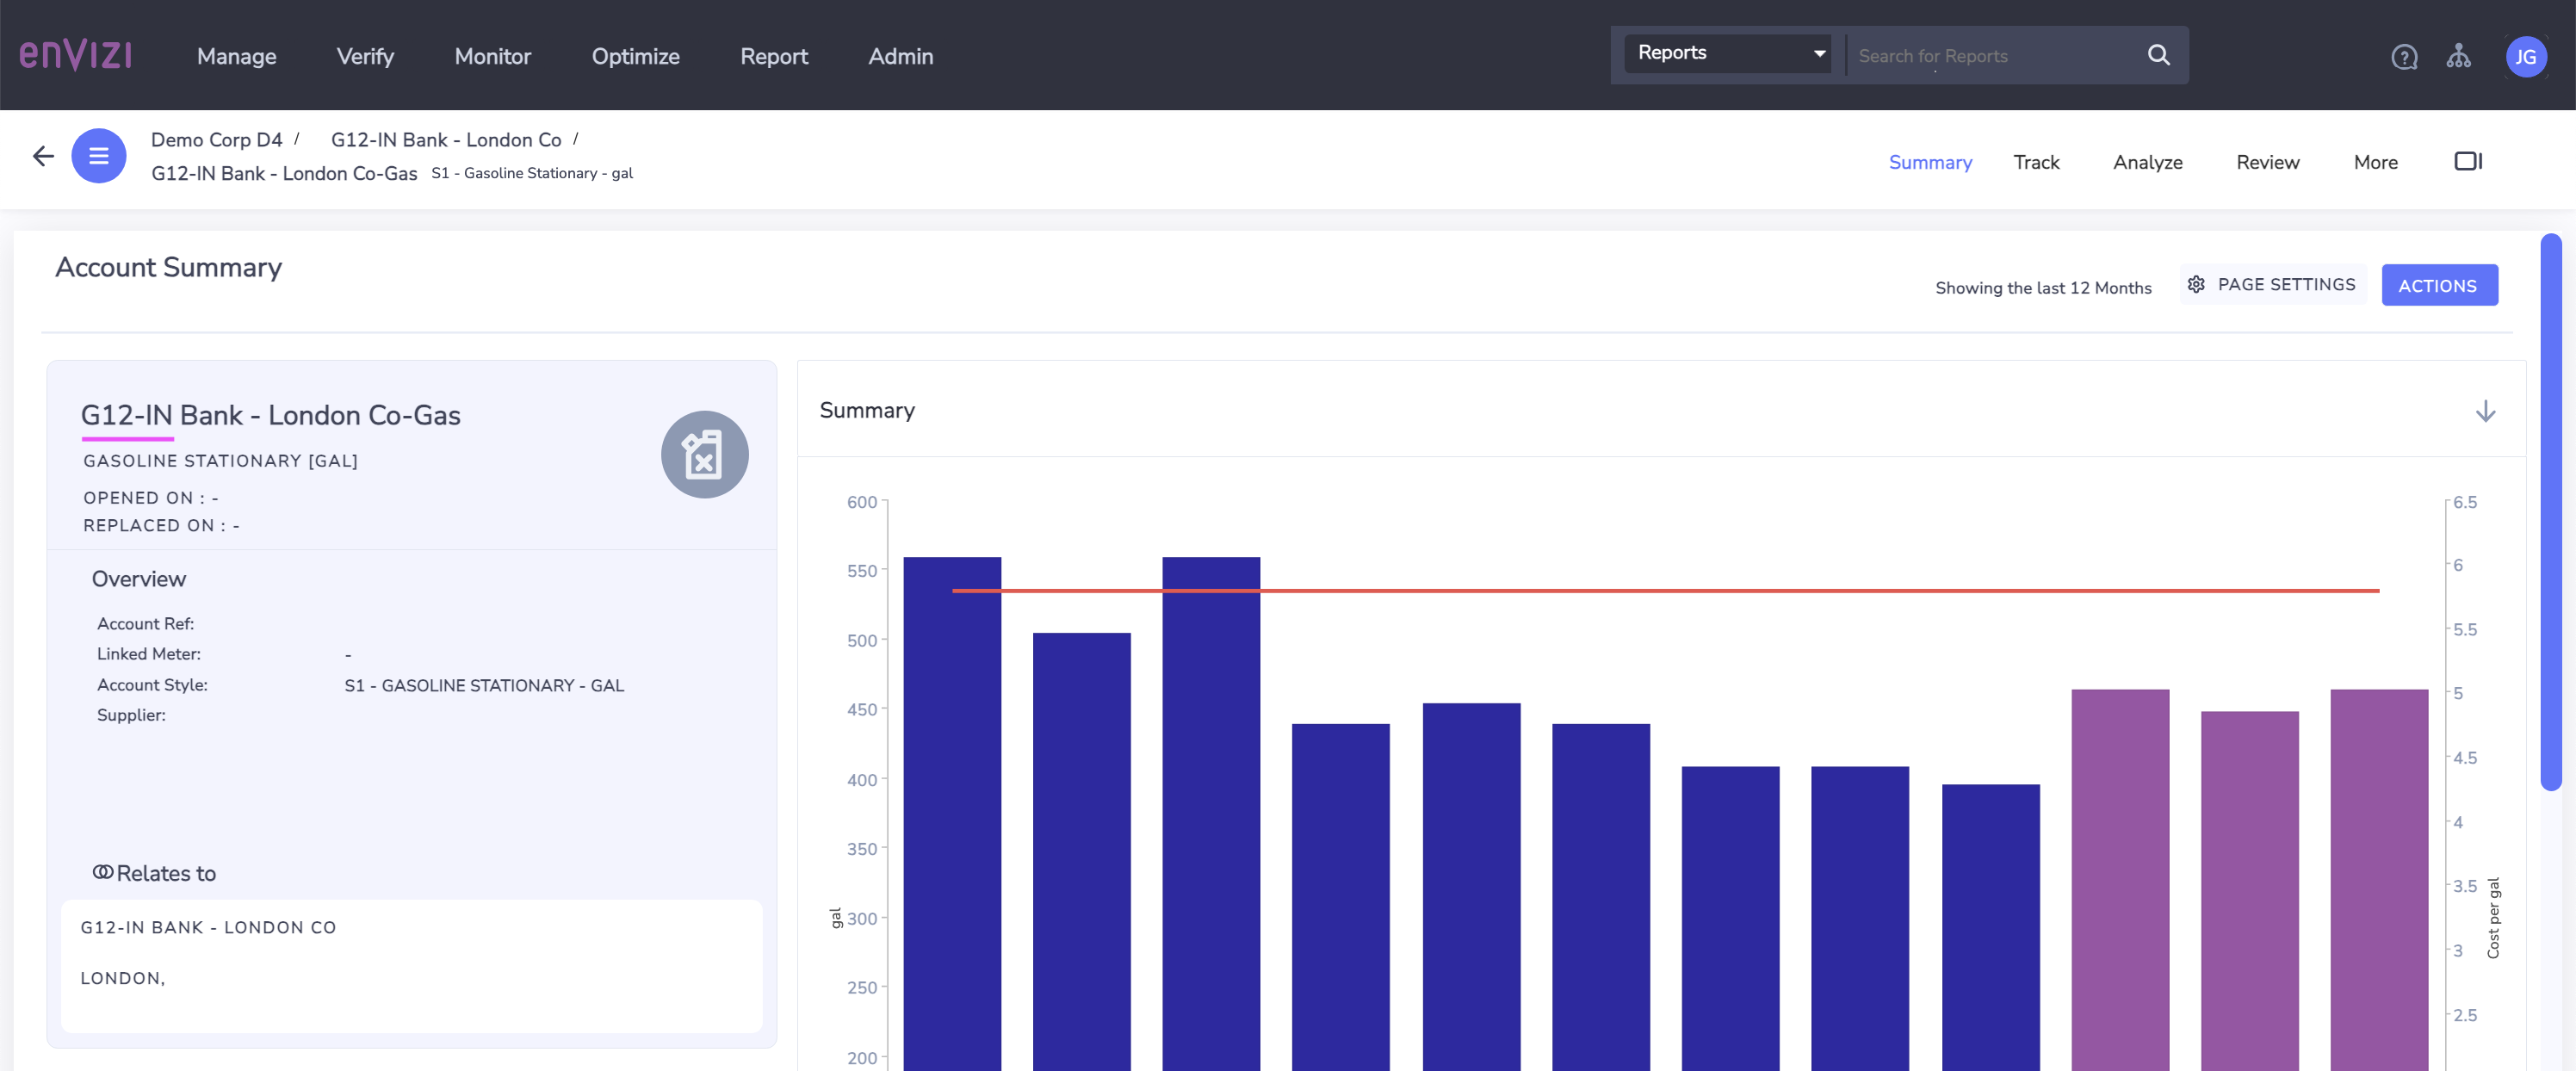 enVIZI Manage Verify Monitor Optimize Report Admin Reports Search for Reports JG
Demo Corp D4 / G12-IN Bank - London Co /
G12-IN Bank - London Co-Gas S1 - Gasoline Stationary - gal
Summary Track Analyze Review More
Account Summary
Showing the last 12 Months PAGE SETTINGS ACTIONS
G12-IN Bank - London Co-Gas
GASOLINE STATIONARY [GAL]
OPENED ON : -
REPLACED ON : -
Overview
Account Ref:
Linked Meter: -
Account Style: S1 - GASOLINE STATIONARY - GAL
Supplier:
Relates to
G12-IN BANK - LONDON CO
LONDON,
Summary
600
550
500
450
400
350
300
250
200
gal
6.5
6
5.5
5
4.5
4
3.5
3
2.5
Cost per gal